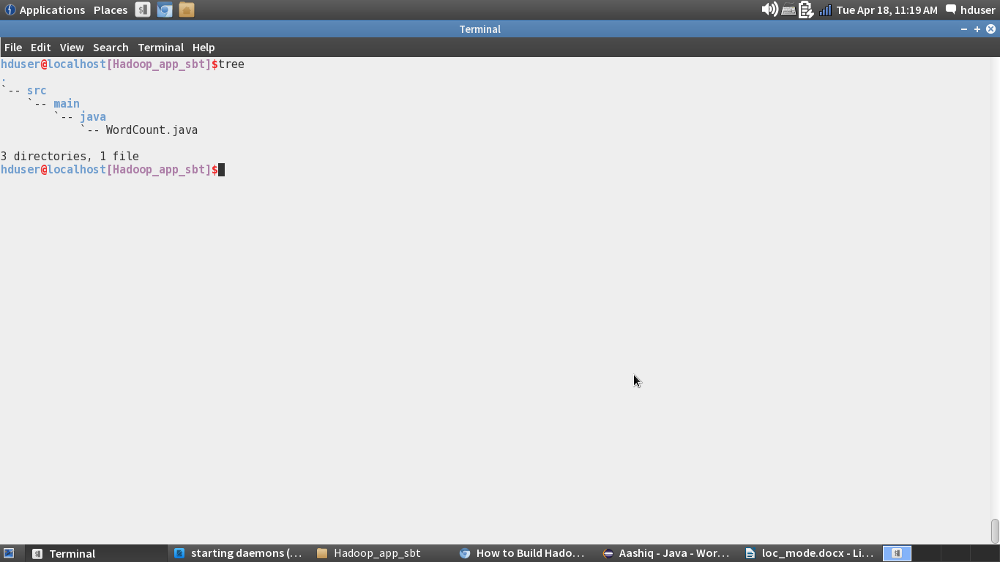 Applications Places Tue Apr 18, 11:19 AM hduser
Terminal
File Edit View Search Terminal Help
hduser@localhost[Hadoop_app_sbt]$tree
.
`-- src
    `-- main
        `-- java
            `-- WordCount.java
3 directories, 1 file
hduser@localhost[Hadoop_app_sbt]$
Terminal starting daemons (... Hadoop_app_sbt How to Build Hado... Aashiq - Java - Wor... loc_mode.docx - Li...